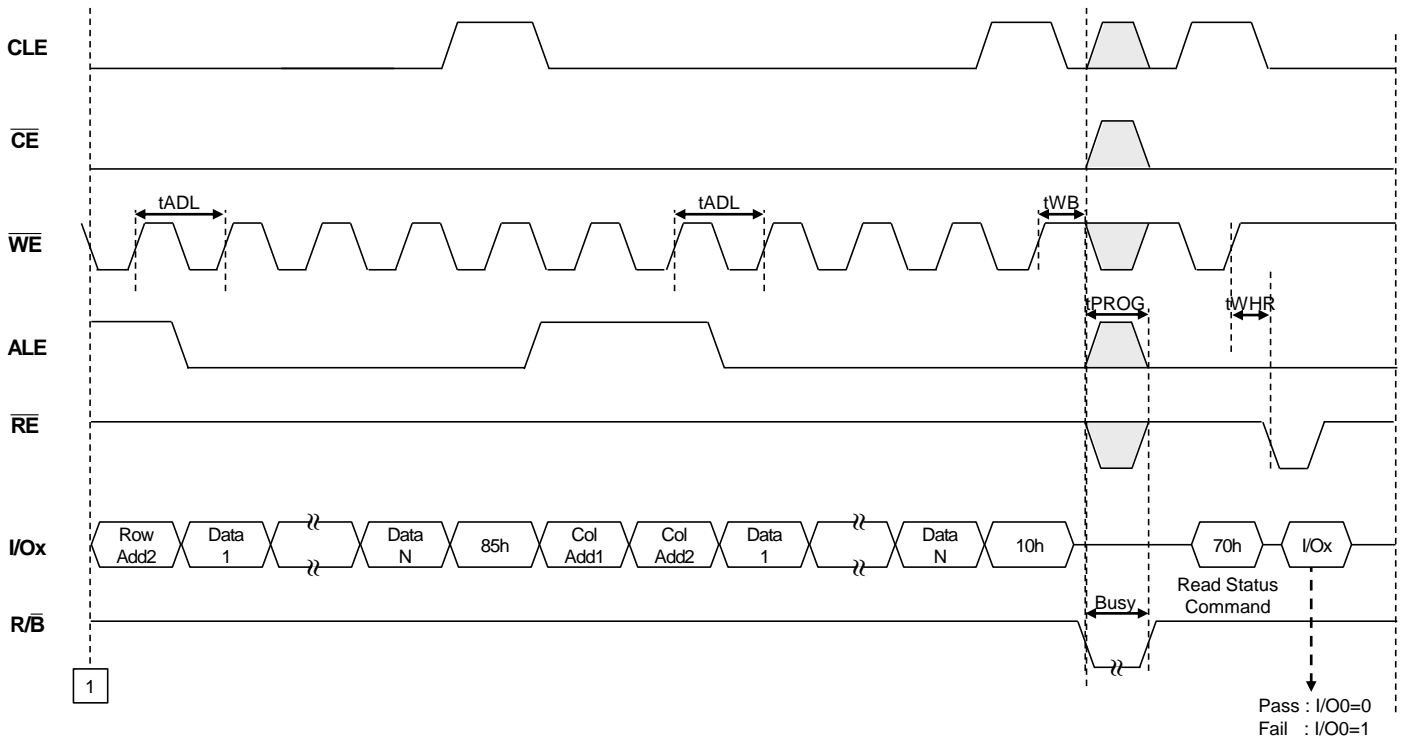 CLE
CE
tADL
tADL
tWB
WE
tPROG
tWHR
ALE
RE
I/Ox
Row
Add2
Data
1
Data
N
85h
Col
Add1
Col
Add2
Data
1
Data
N
10h
70h
I/Ox
Read Status
Command
Busy
R/B
1
Pass : I/O0=0
Fail : I/O0=1